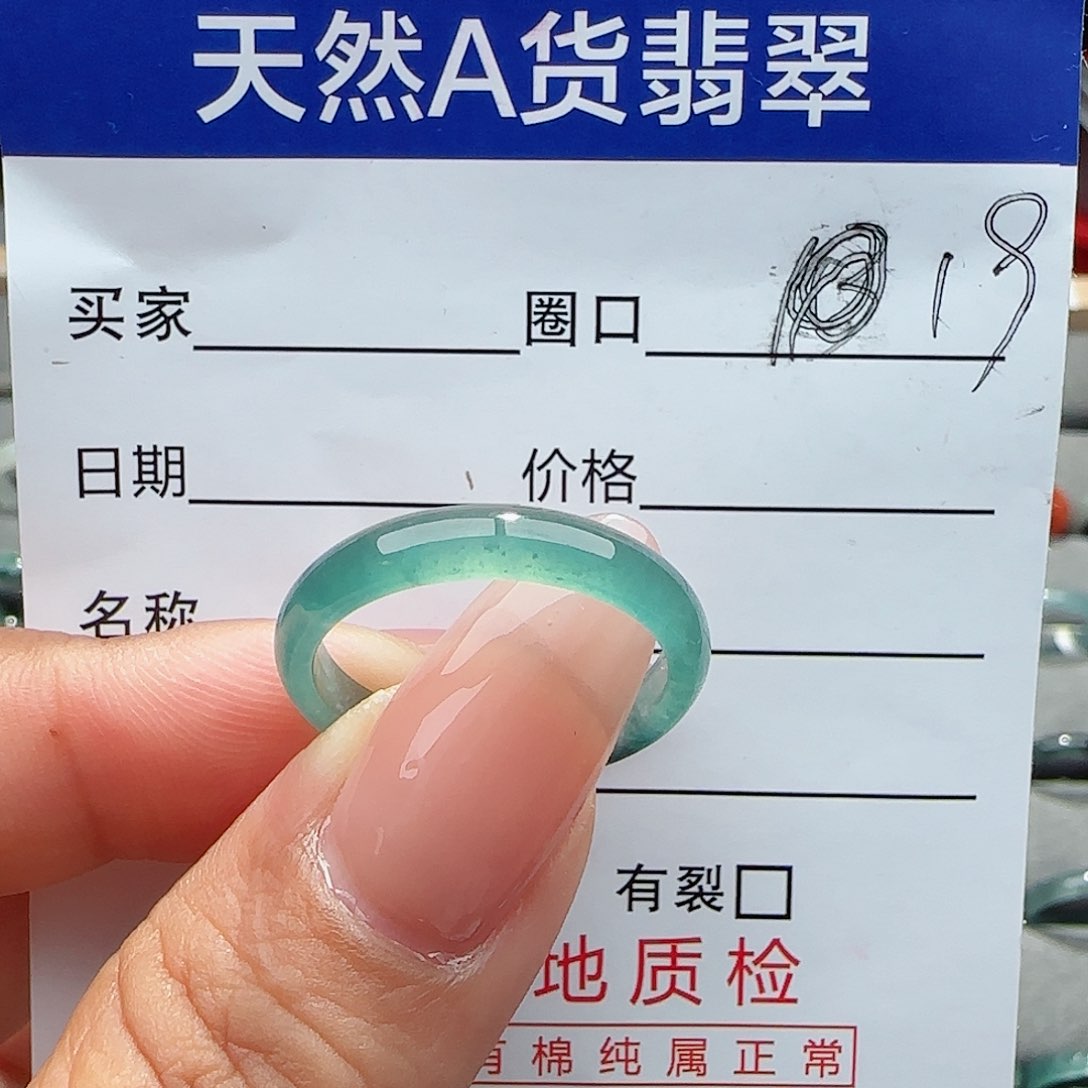 天然A货翡翠
买家 圈口 19
日期 价格
名称
有裂
地质检
棉纯属正常